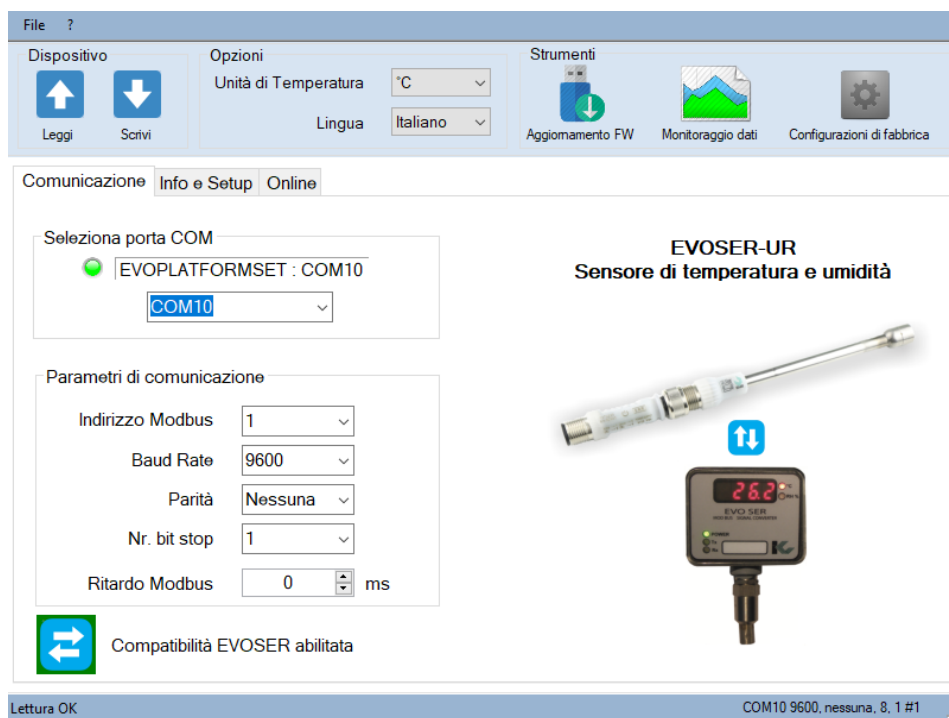 File ?
Dispositivo
Opzioni
Strumenti
Unità di Temperatura °C
Lingua Italiano
Leggi Scrivi
Aggiornamento FW Monitoraggio dati Configurazioni di fabbrica
Comunicazione Info e Setup Online
Seleziona porta COM
EVOPLATFORMSET : COM10
COM10
EVOSER-UR
Sensore di temperatura e umidità
Parametri di comunicazione
Indirizzo Modbus 1
Baud Rate 9600
Parità Nessuna
Nr. bit stop 1
Ritardo Modbus 0 ms
26.2 °C
EVO SER
POWER
Compatibilità EVOSER abilitata
Lettura OK
COM10 9600, nessuna, 8, 1 #1